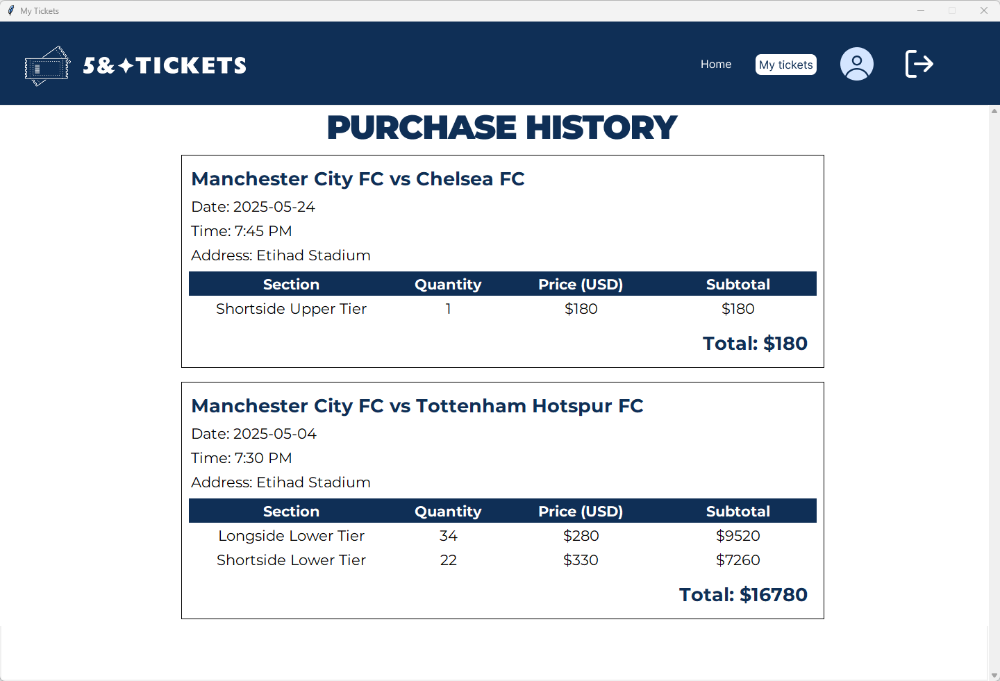 My Tickets
5&✦TICKETS
Home
My tickets
PURCHASE HISTORY
Manchester City FC vs Chelsea FC
Date: 2025-05-24
Time: 7:45 PM
Address: Etihad Stadium
Section Quantity Price (USD) Subtotal
Shortside Upper Tier 1 $180 $180
Total: $180
Manchester City FC vs Tottenham Hotspur FC
Date: 2025-05-04
Time: 7:30 PM
Address: Etihad Stadium
Section Quantity Price (USD) Subtotal
Longside Lower Tier 34 $280 $9520
Shortside Lower Tier 22 $330 $7260
Total: $16780